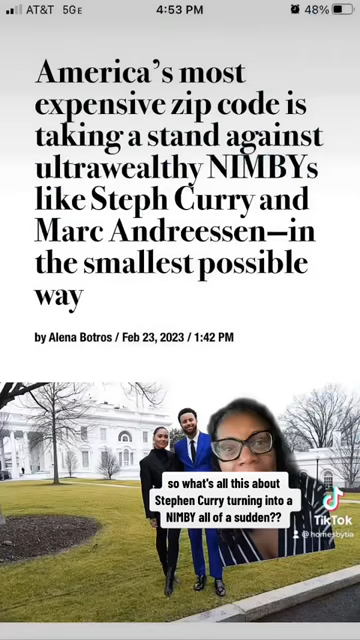 AT&T 5GE 4:53 PM 48%
America's most
expensive zip code is
taking a stand against
ultrawealthy NIMBYs
like Steph Curry and
Marc Andreessen—in
the smallest possible
way
by Alena Botros / Feb 23, 2023 / 1:42 PM
so what's all this about
Stephen Curry turning into a
NIMBY all of a sudden??
TikTok
@homesbytia